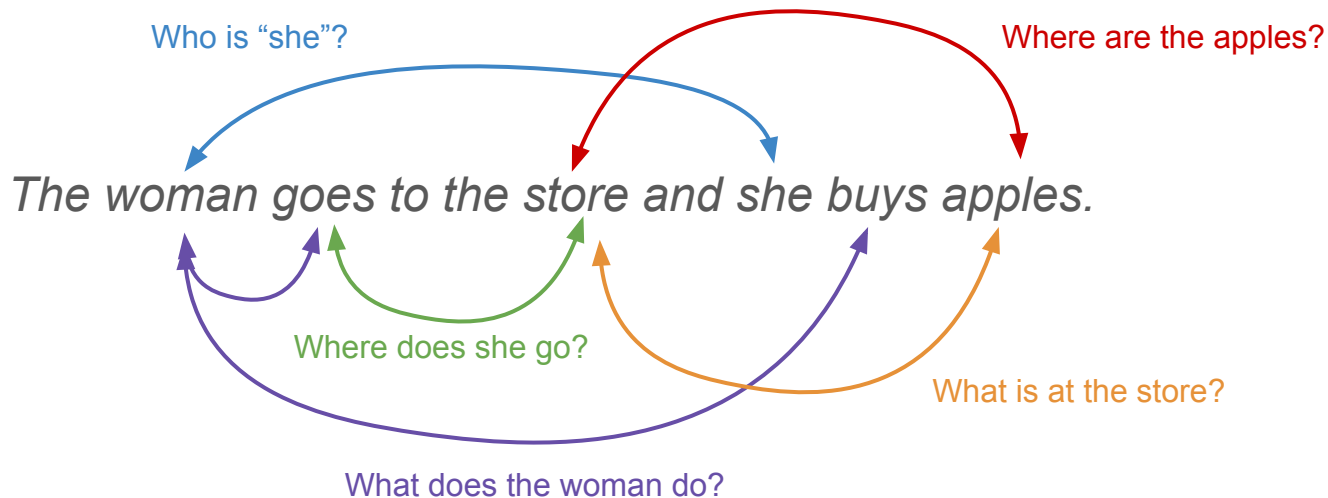 Who is “she”?
Where are the apples?
The woman goes to the store and she buys apples.
Where does she go?
What is at the store?
What does the woman do?